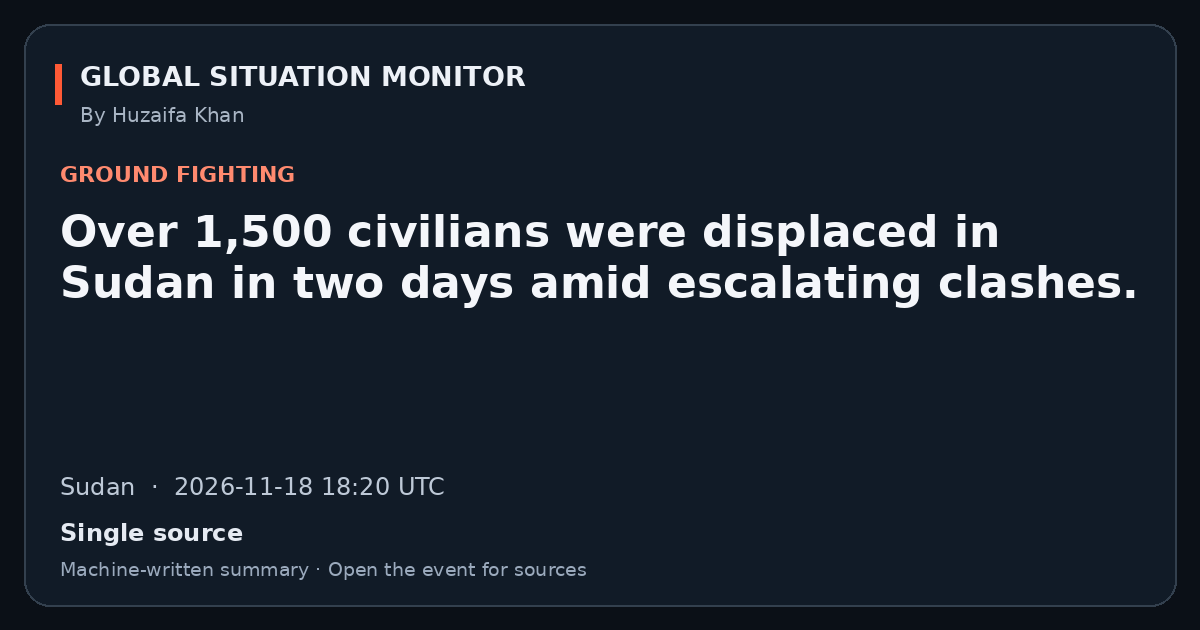 GLOBAL SITUATION MONITOR
By Huzaifa Khan
GROUND FIGHTING
Over 1,500 civilians were displaced in
Sudan in two days amid escalating clashes.
Sudan · 2026-11-18 18:20 UTC
Single source
Machine-written summary · Open the event for sources